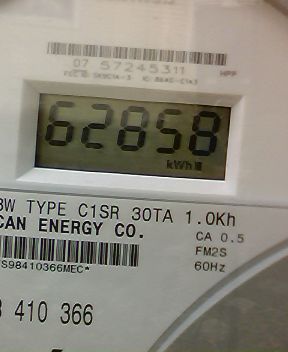 07 57245311
HPP
62858
kWh
3W TYPE C1SR 30TA 1.0Kh
CAN ENERGY CO.
CA 0.5
FM2S
S98410366MEC*
60Hz
410 366